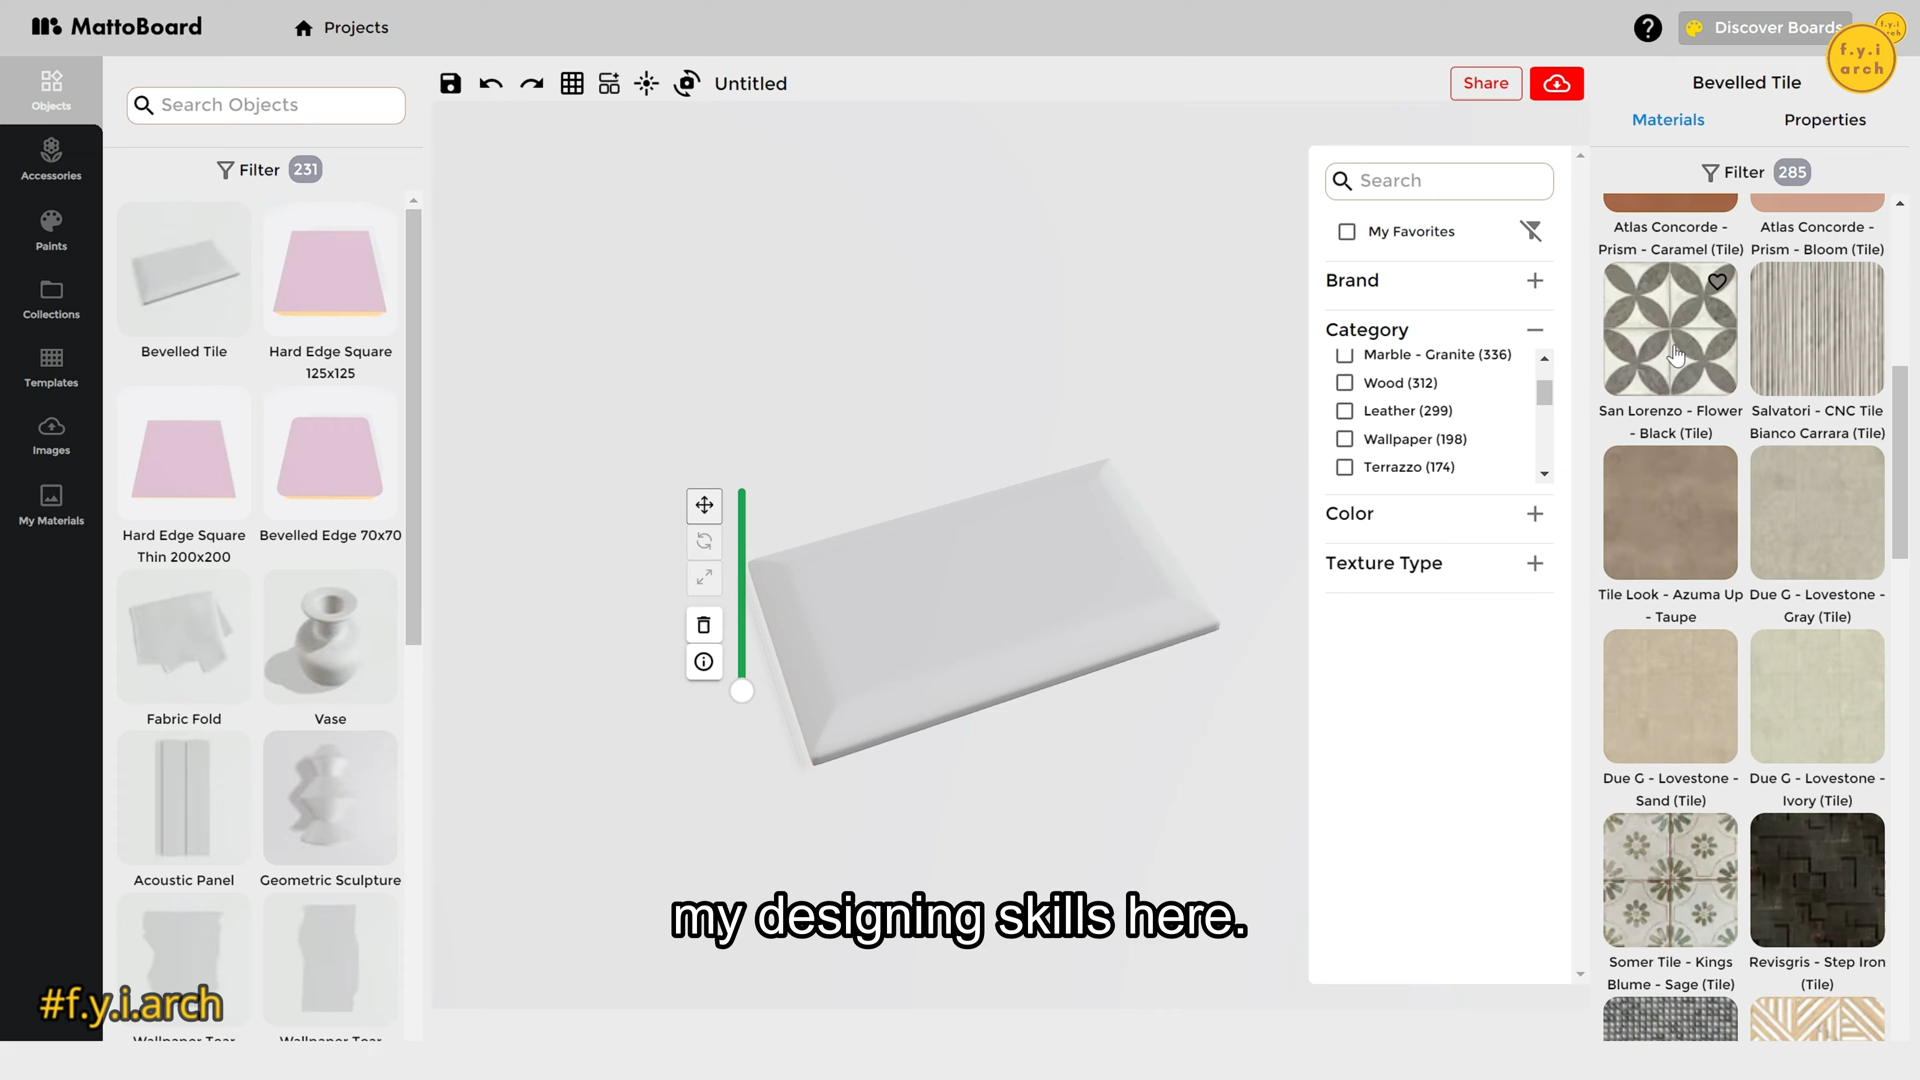 MattoBoard
Projects
Discover Boards
f.y.i
arch
f.y.i
arch
Objects
Accessories
Paints
Collections
Templates
Images
My Materials
Search Objects
Filter 231
Bevelled Tile
Hard Edge Square
125x125
Hard Edge Square
Thin 200x200
Bevelled Edge 70x70
Fabric Fold
Vase
Acoustic Panel
Geometric Sculpture
Wallpaper Tear
Wallpaper Tear
Untitled
Share
Search
My Favorites
Brand
Category
Marble - Granite (336)
Wood (312)
Leather (299)
Wallpaper (198)
Terrazzo (174)
Color
Texture Type
Bevelled Tile
Materials
Properties
Filter 285
Atlas Concorde -
Prism - Caramel (Tile)
Atlas Concorde -
Prism - Bloom (Tile)
San Lorenzo - Flower
- Black (Tile)
Salvatori - CNC Tile
Bianco Carrara (Tile)
Tile Look - Azuma Up
- Taupe
Due G - Lovestone -
Gray (Tile)
Due G - Lovestone -
Sand (Tile)
Due G - Lovestone -
Ivory (Tile)
Somer Tile - Kings
Blume - Sage (Tile)
Revisgris - Step Iron
(Tile)
my designing skills here.
#f.y.i.arch